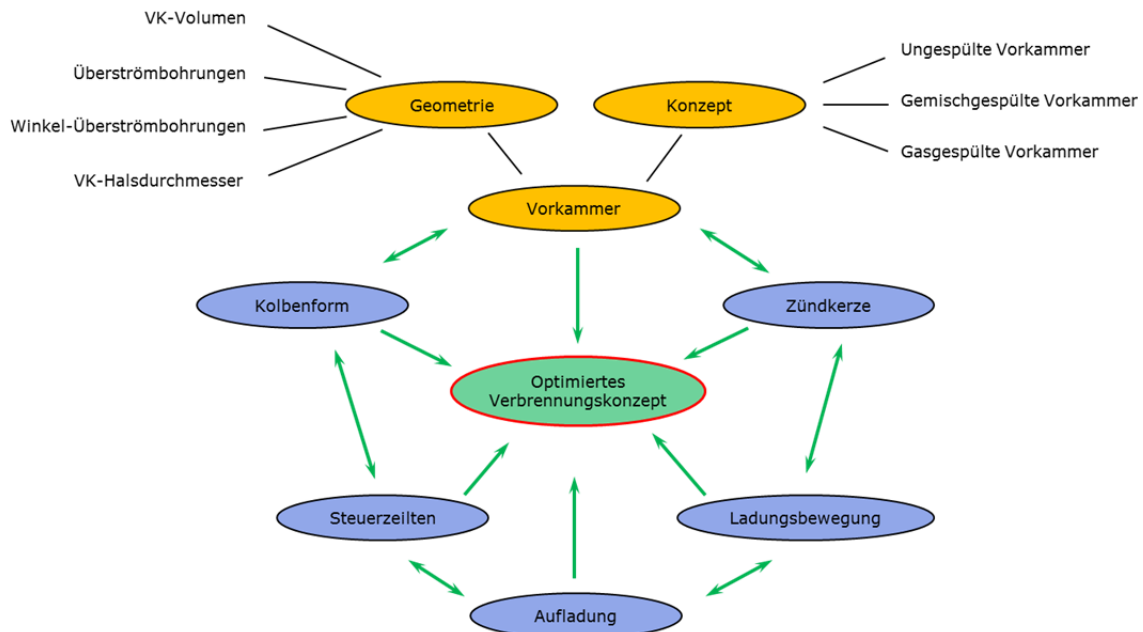 VK-Volumen
Überströmbohrungen
Winkel-Überströmbohrungen
VK-Halsdurchmesser
Geometrie
Konzept
Ungespülte Vorkammer
Gemischgespülte Vorkammer
Gasgespülte Vorkammer
Vorkammer
Kolbenform
Zündkerze
Optimiertes
Verbrennungskonzept
Steuerzeilten
Ladungsbewegung
Aufladung